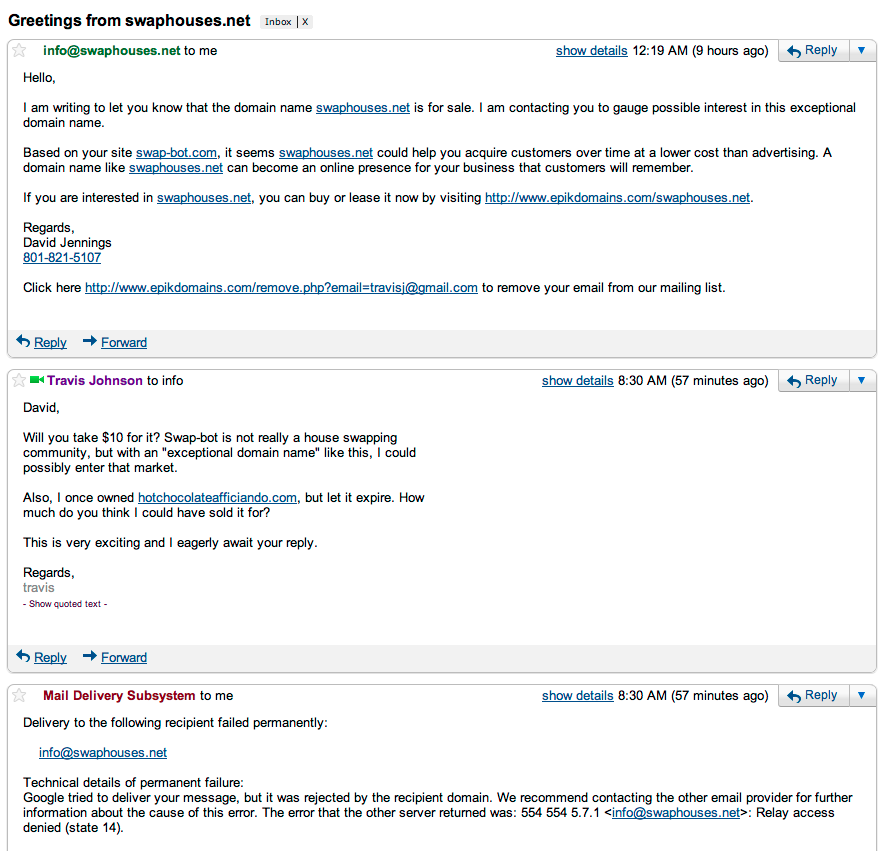 Greetings from swaphouses.net Inbox | X
info@swaphouses.net to me show details 12:19 AM (9 hours ago) Reply
Hello,
I am writing to let you know that the domain name swaphouses.net is for sale. I am contacting you to gauge possible interest in this exceptional
domain name.
Based on your site swap-bot.com, it seems swaphouses.net could help you acquire customers over time at a lower cost than advertising. A
domain name like swaphouses.net can become an online presence for your business that customers will remember.
If you are interested in swaphouses.net, you can buy or lease it now by visiting http://www.epikdomains.com/swaphouses.net.
Regards,
David Jennings
801-821-5107
Click here http://www.epikdomains.com/remove.php?email=travisj@gmail.com to remove your email from our mailing list.
Reply Forward
Travis Johnson to info show details 8:30 AM (57 minutes ago) Reply
David,
Will you take $10 for it? Swap-bot is not really a house swapping
community, but with an "exceptional domain name" like this, I could
possibly enter that market.
Also, I once owned hotchocolateafficiando.com, but let it expire. How
much do you think I could have sold it for?
This is very exciting and I eagerly await your reply.
Regards,
travis
- Show quoted text -
Reply Forward
Mail Delivery Subsystem to me show details 8:30 AM (57 minutes ago) Reply
Delivery to the following recipient failed permanently:
info@swaphouses.net
Technical details of permanent failure:
Google tried to deliver your message, but it was rejected by the recipient domain. We recommend contacting the other email provider for further
information about the cause of this error. The error that the other server returned was: 554 554 5.7.1 <info@swaphouses.net>: Relay access
denied (state 14).